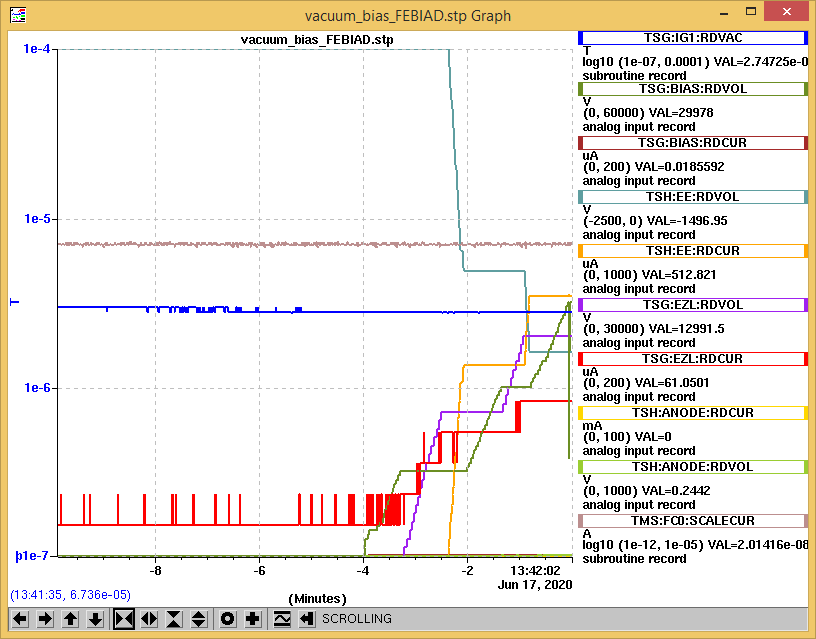 vacuum_bias_FEBIAD.stp Graph
vacuum_bias_FEBIAD.stp
1e-4
1e-5
T
1e-6
1e-7
-8
-6
-4
-2
13:42:02
Jun 17, 2020
(Minutes)
(13:41:35, 6.736e-05)
TSG:IG1:RDVAC
T
log10 (1e-07, 0.0001) VAL=2.74725e-0
subroutine record
TSG:BIAS:RDVOL
V
(0, 60000) VAL=29978
analog input record
TSG:BIAS:RDCUR
uA
(0, 200) VAL=0.0185592
analog input record
TSH:EE:RDVOL
V
(-2500, 0) VAL=-1496.95
analog input record
TSH:EE:RDCUR
uA
(0, 1000) VAL=512.821
analog input record
TSG:EZL:RDVOL
V
(0, 30000) VAL=12991.5
analog input record
TSG:EZL:RDCUR
uA
(0, 200) VAL=61.0501
analog input record
TSH:ANODE:RDCUR
mA
(0, 100) VAL=0
analog input record
TSH:ANODE:RDVOL
V
(0, 1000) VAL=0.2442
analog input record
TMS:FC0:SCALECUR
A
log10 (1e-12, 1e-05) VAL=2.01416e-08
subroutine record
SCROLLING